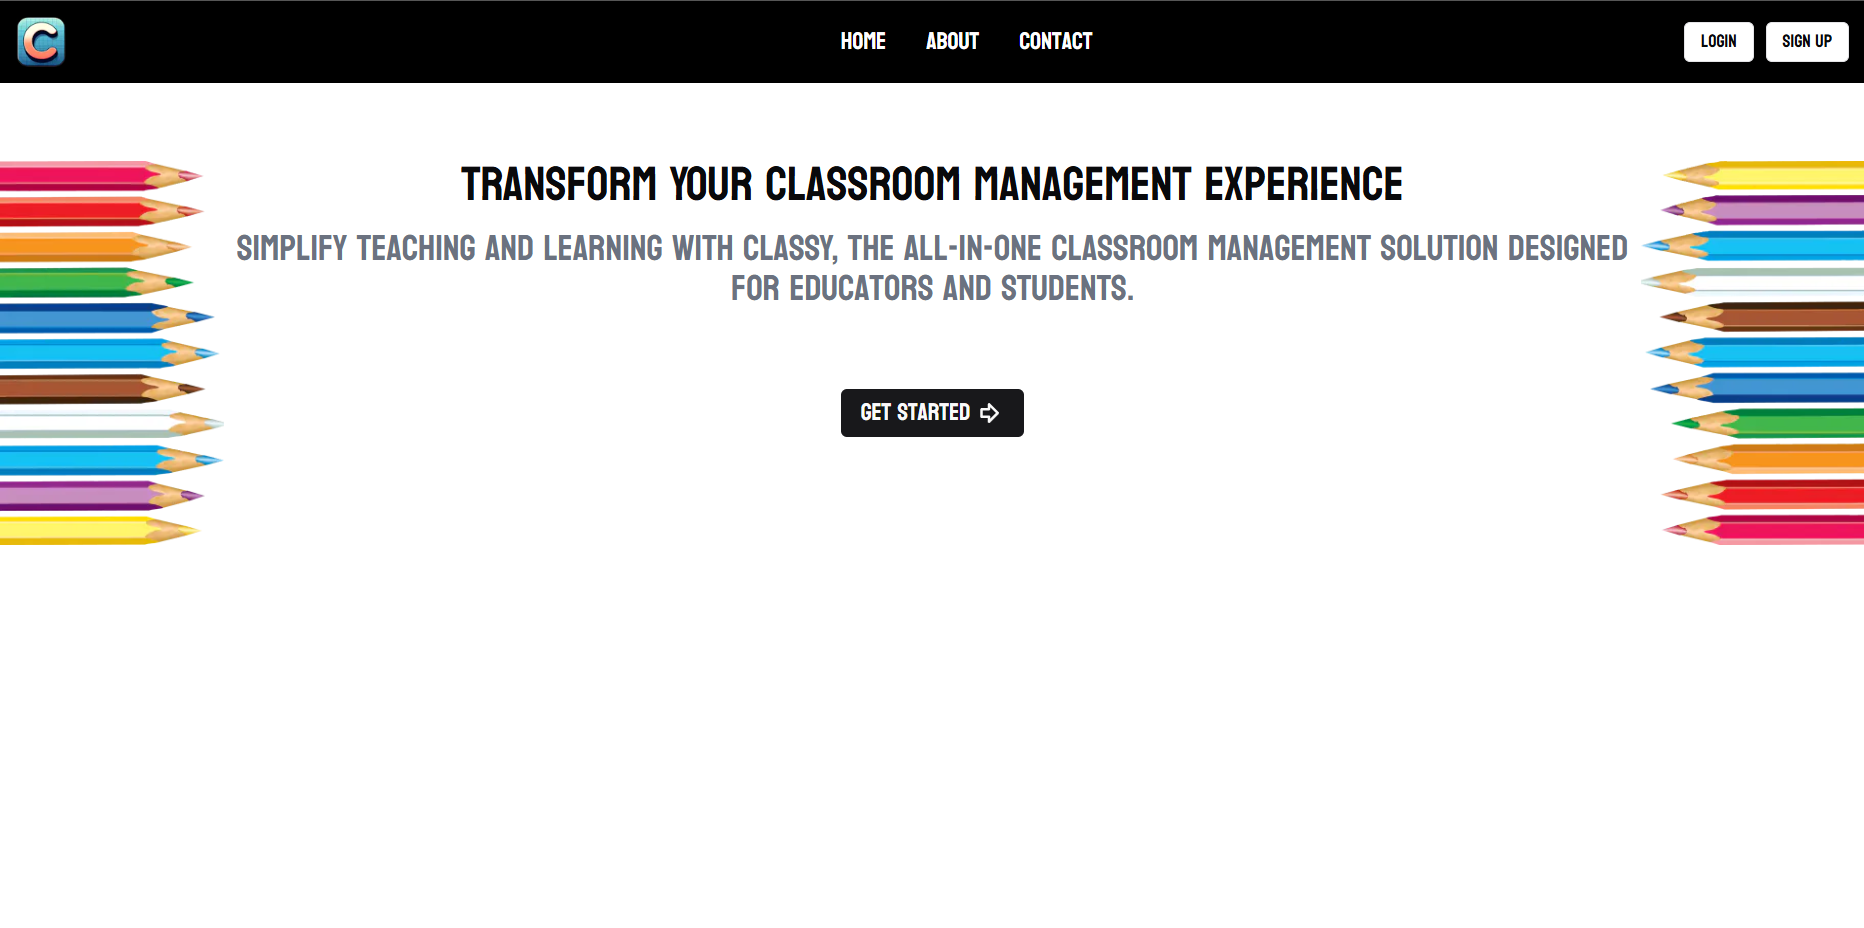 C
HOME ABOUT CONTACT
LOGIN SIGN UP
TRANSFORM YOUR CLASSROOM MANAGEMENT EXPERIENCE
SIMPLIFY TEACHING AND LEARNING WITH CLASSY, THE ALL-IN-ONE CLASSROOM MANAGEMENT SOLUTION DESIGNED
FOR EDUCATORS AND STUDENTS.
GET STARTED